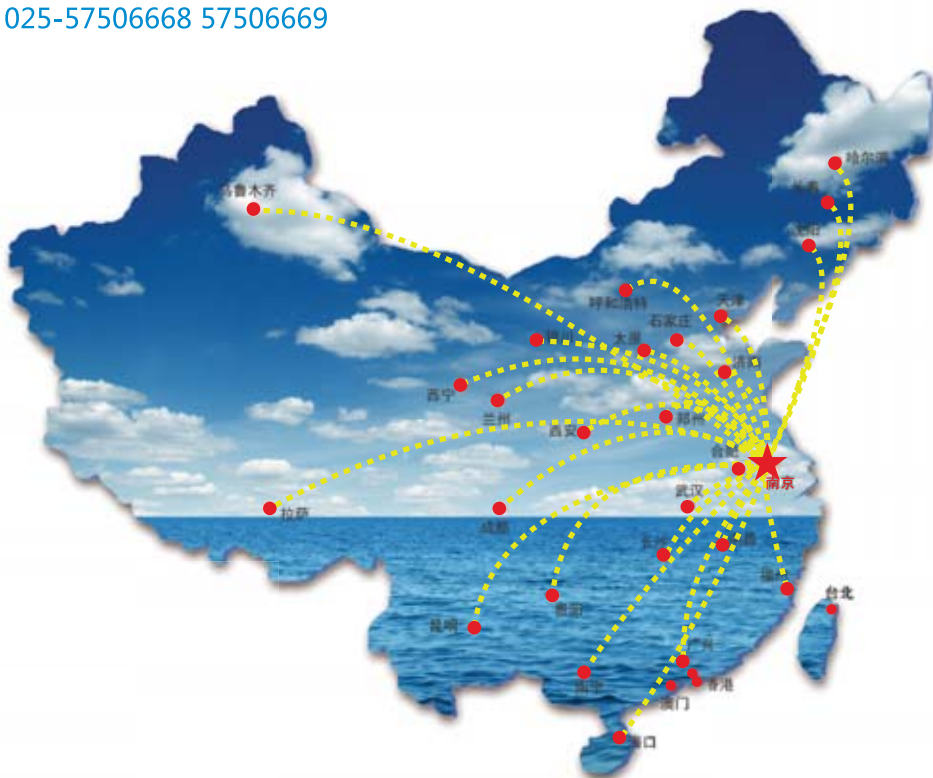 025-57506668 57506669
哈尔滨
乌鲁木齐
长春
沈阳
呼和浩特
天津
石家庄
太原
银川
济南
西宁
兰州
西安
郑州
合肥
南京
武汉
拉萨
成都
长沙
南昌
福州
台北
贵阳
昆明
广州
南宁
香港
澳门
海口